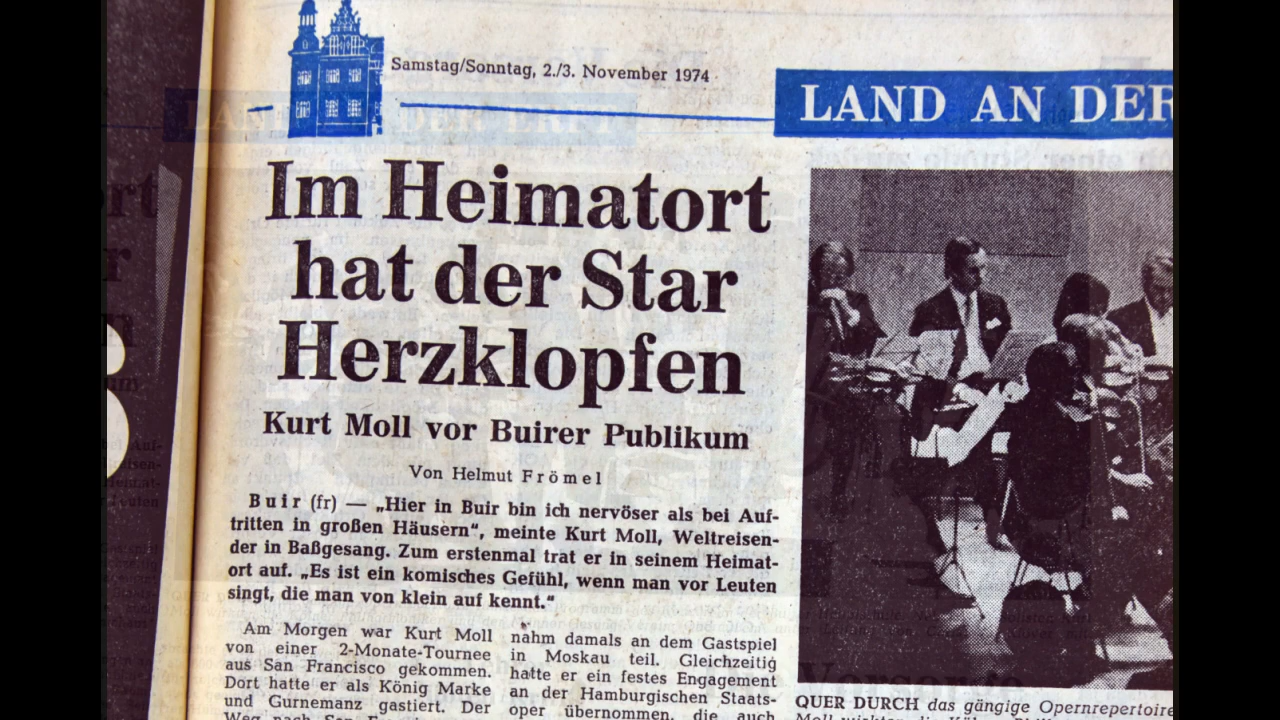 Samstag/Sonntag, 2./3. November 1974
LAND AN DER
Im Heimatort
hat der Star
Herzklopfen
Kurt Moll vor Buirer Publikum
Von Helmut Frömel
Buir (fr) — „Hier in Buir bin ich nervöser als bei Auf-
tritten in großen Häusern“, meinte Kurt Moll, Weltreisen-
der in Baßgesang. Zum erstenmal trat er in seinem Heimat-
ort auf. „Es ist ein komisches Gefühl, wenn man vor Leuten
singt, die man von klein auf kennt.“
Am Morgen war Kurt Moll
von einer 2-Monate-Tournee
aus San Francisco gekommen.
Dort hatte er als König Marke
und Gurnemanz gastiert. Der
Weg nach San
nahm damals an dem Gastspiel
in Moskau teil. Gleichzeitig
hatte er ein festes Engagement
an der Hamburgischen Staats-
oper übernommen, die auch
QUER DURCH das gängige Opernrepertoire